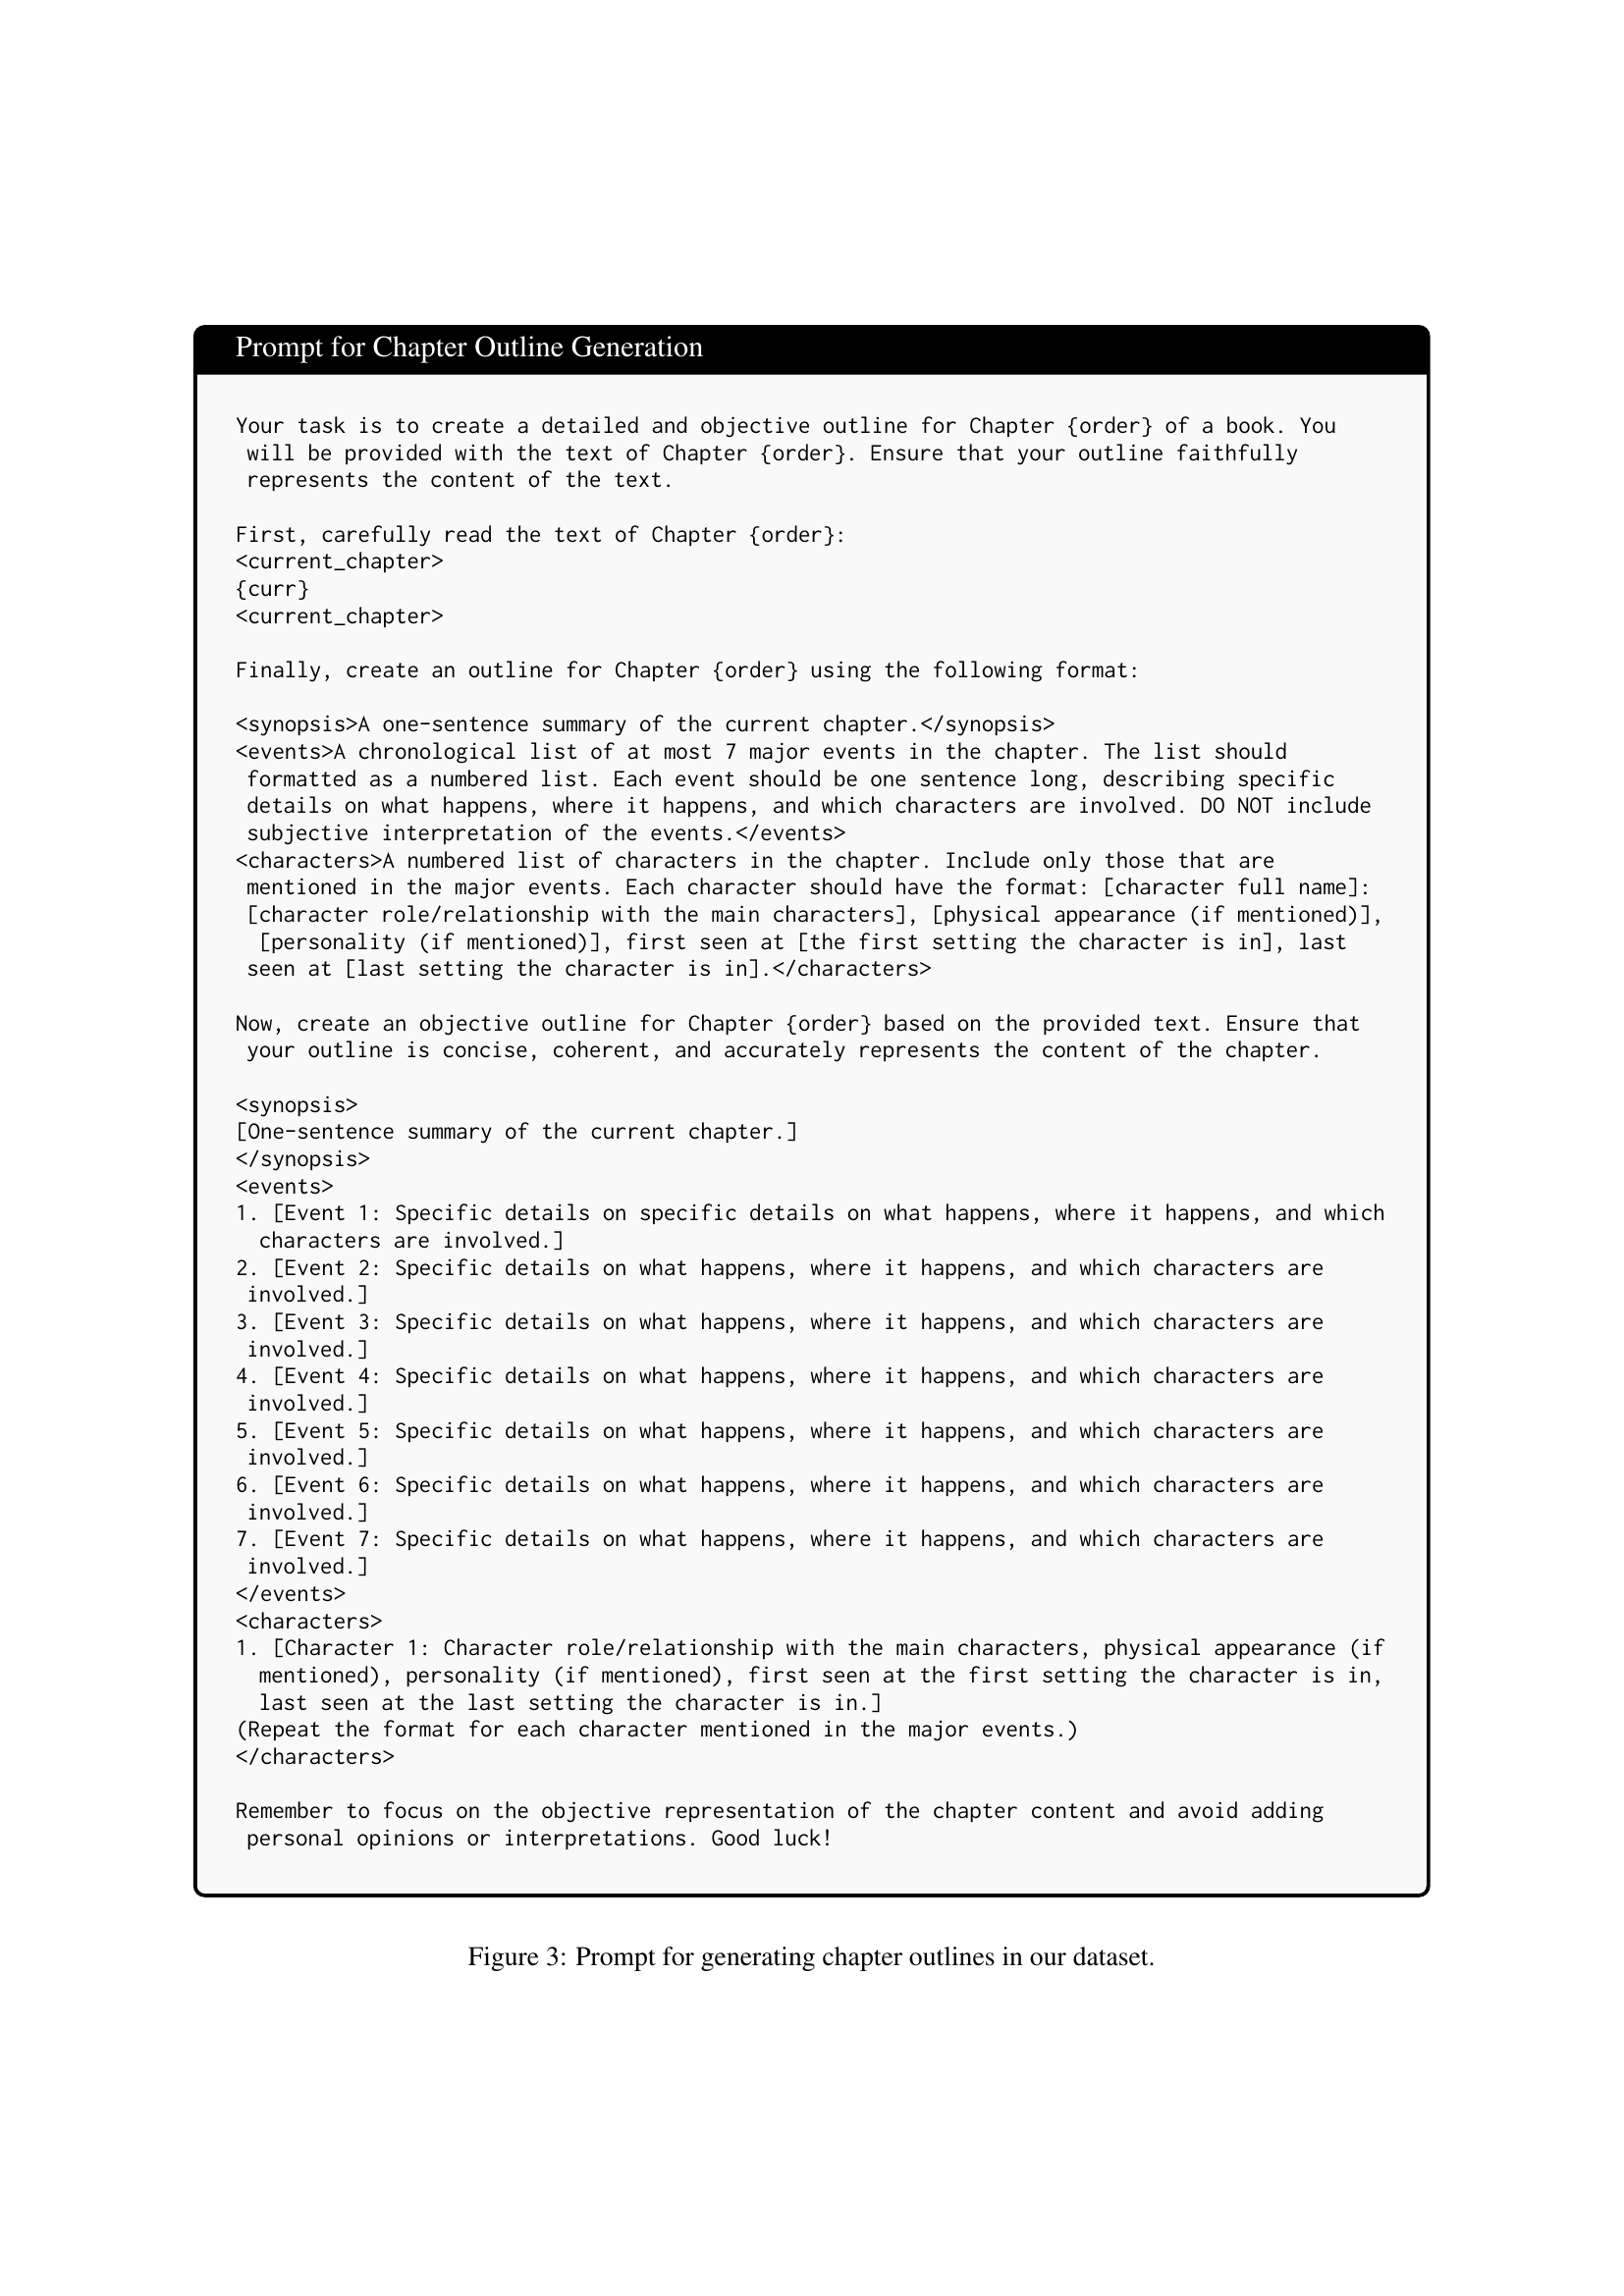 Prompt for Chapter Outline Generation
Your task is to create a detailed and objective outline for Chapter {order} of a book. You
will be provided with the text of Chapter {order}. Ensure that your outline faithfully
represents the content of the text.
First, carefully read the text of Chapter {order}:
<current_chapter>
{curr}
<current_chapter>
Finally, create an outline for Chapter {order} using the following format:
<synopsis>A one-sentence summary of the current chapter.</synopsis>
<events>A chronological list of at most 7 major events in the chapter. The list should
formatted as a numbered list. Each event should be one sentence long, describing specific
details on what happens, where it happens, and which characters are involved. DO NOT include
subjective interpretation of the events.</events>
<characters>A numbered list of characters in the chapter. Include only those that are
mentioned in the major events. Each character should have the format: [character full name]:
[character role/relationship with the main characters], [physical appearance (if mentioned)],
[personality (if mentioned)], first seen at [the first setting the character is in], last
seen at [last setting the character is in].</characters>
Now, create an objective outline for Chapter {order} based on the provided text. Ensure that
your outline is concise, coherent, and accurately represents the content of the chapter.
<synopsis>
[One-sentence summary of the current chapter.]
</synopsis>
<events>
1. [Event 1: Specific details on specific details on what happens, where it happens, and which
characters are involved.]
2. [Event 2: Specific details on what happens, where it happens, and which characters are
involved.]
3. [Event 3: Specific details on what happens, where it happens, and which characters are
involved.]
4. [Event 4: Specific details on what happens, where it happens, and which characters are
involved.]
5. [Event 5: Specific details on what happens, where it happens, and which characters are
involved.]
6. [Event 6: Specific details on what happens, where it happens, and which characters are
involved.]
7. [Event 7: Specific details on what happens, where it happens, and which characters are
involved.]
</events>
<characters>
1. [Character 1: Character role/relationship with the main characters, physical appearance (if
mentioned), personality (if mentioned), first seen at the first setting the character is in,
last seen at the last setting the character is in.]
(Repeat the format for each character mentioned in the major events.)
</characters>
Remember to focus on the objective representation of the chapter content and avoid adding
personal opinions or interpretations. Good luck!
Figure 3: Prompt for generating chapter outlines in our dataset.